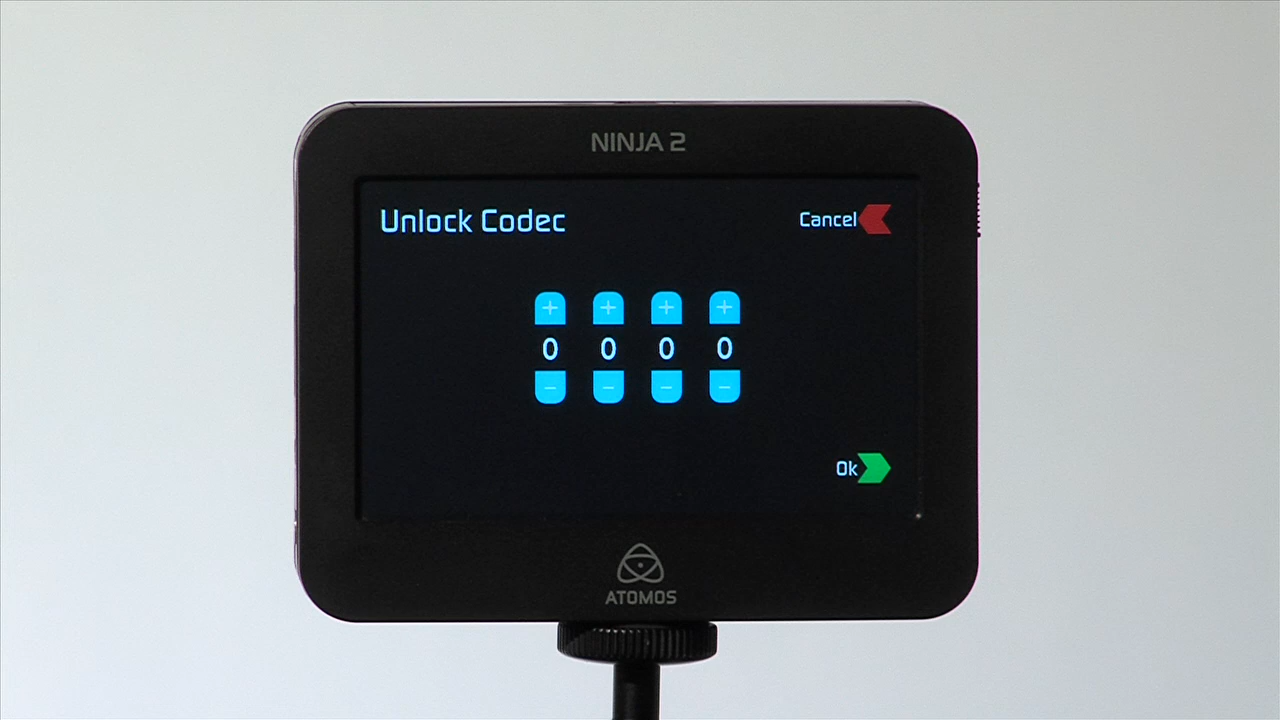 NINJA 2
Unlock Codec
Cancel
+ + + +
0 0 0 0
- - - -
Ok
ATOMOS